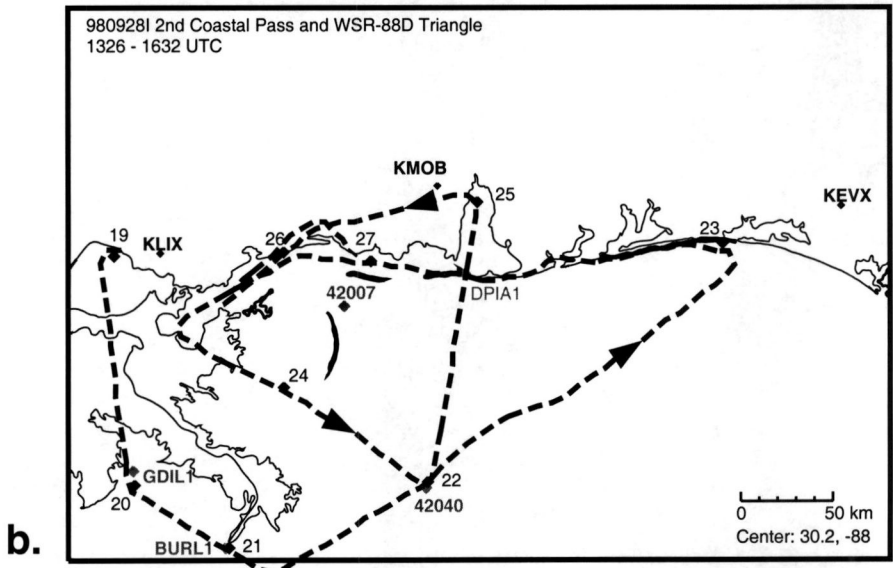 980928I 2nd Coastal Pass and WSR-88D Triangle
1326 - 1632 UTC
KMOB
25
KEVX
19
KLIX
26
27
23
42007
DPIA1
24
GDIL1
20
22
42040
BURL1
21
0 50 km
Center: 30.2, -88
b.